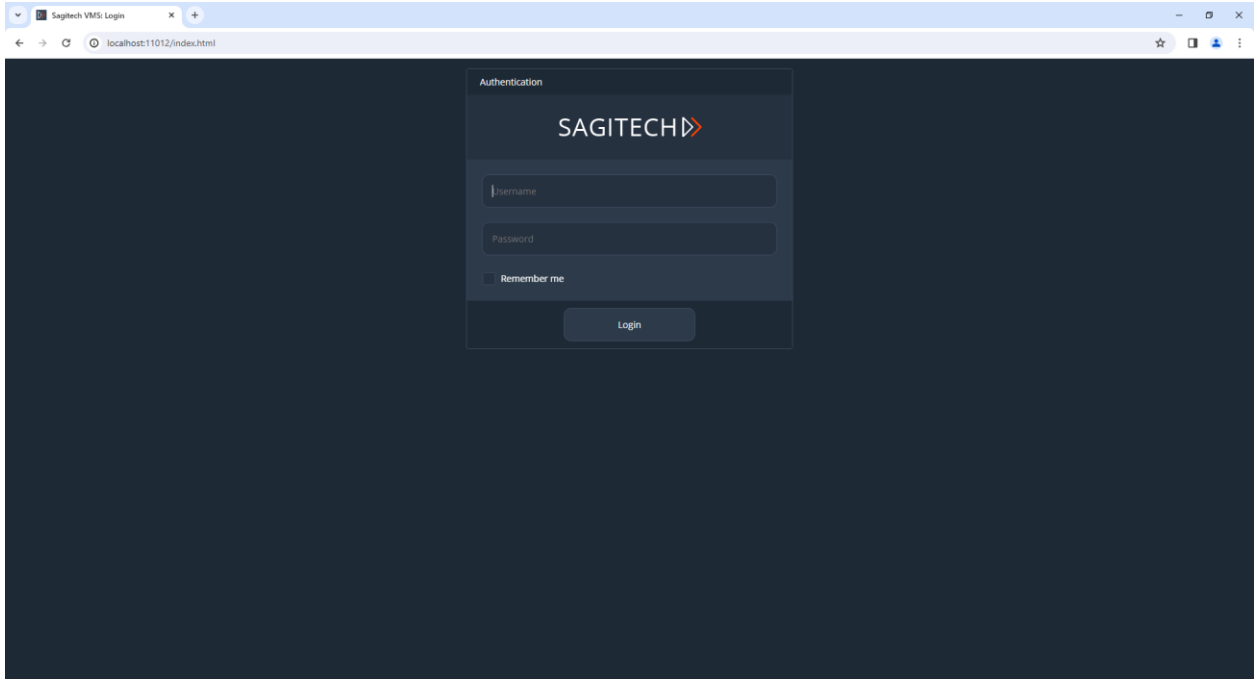 Sagitech VMS: Login
localhost:11012/index.html
Authentication
SAGITECH
Username
Password
Remember me
Login